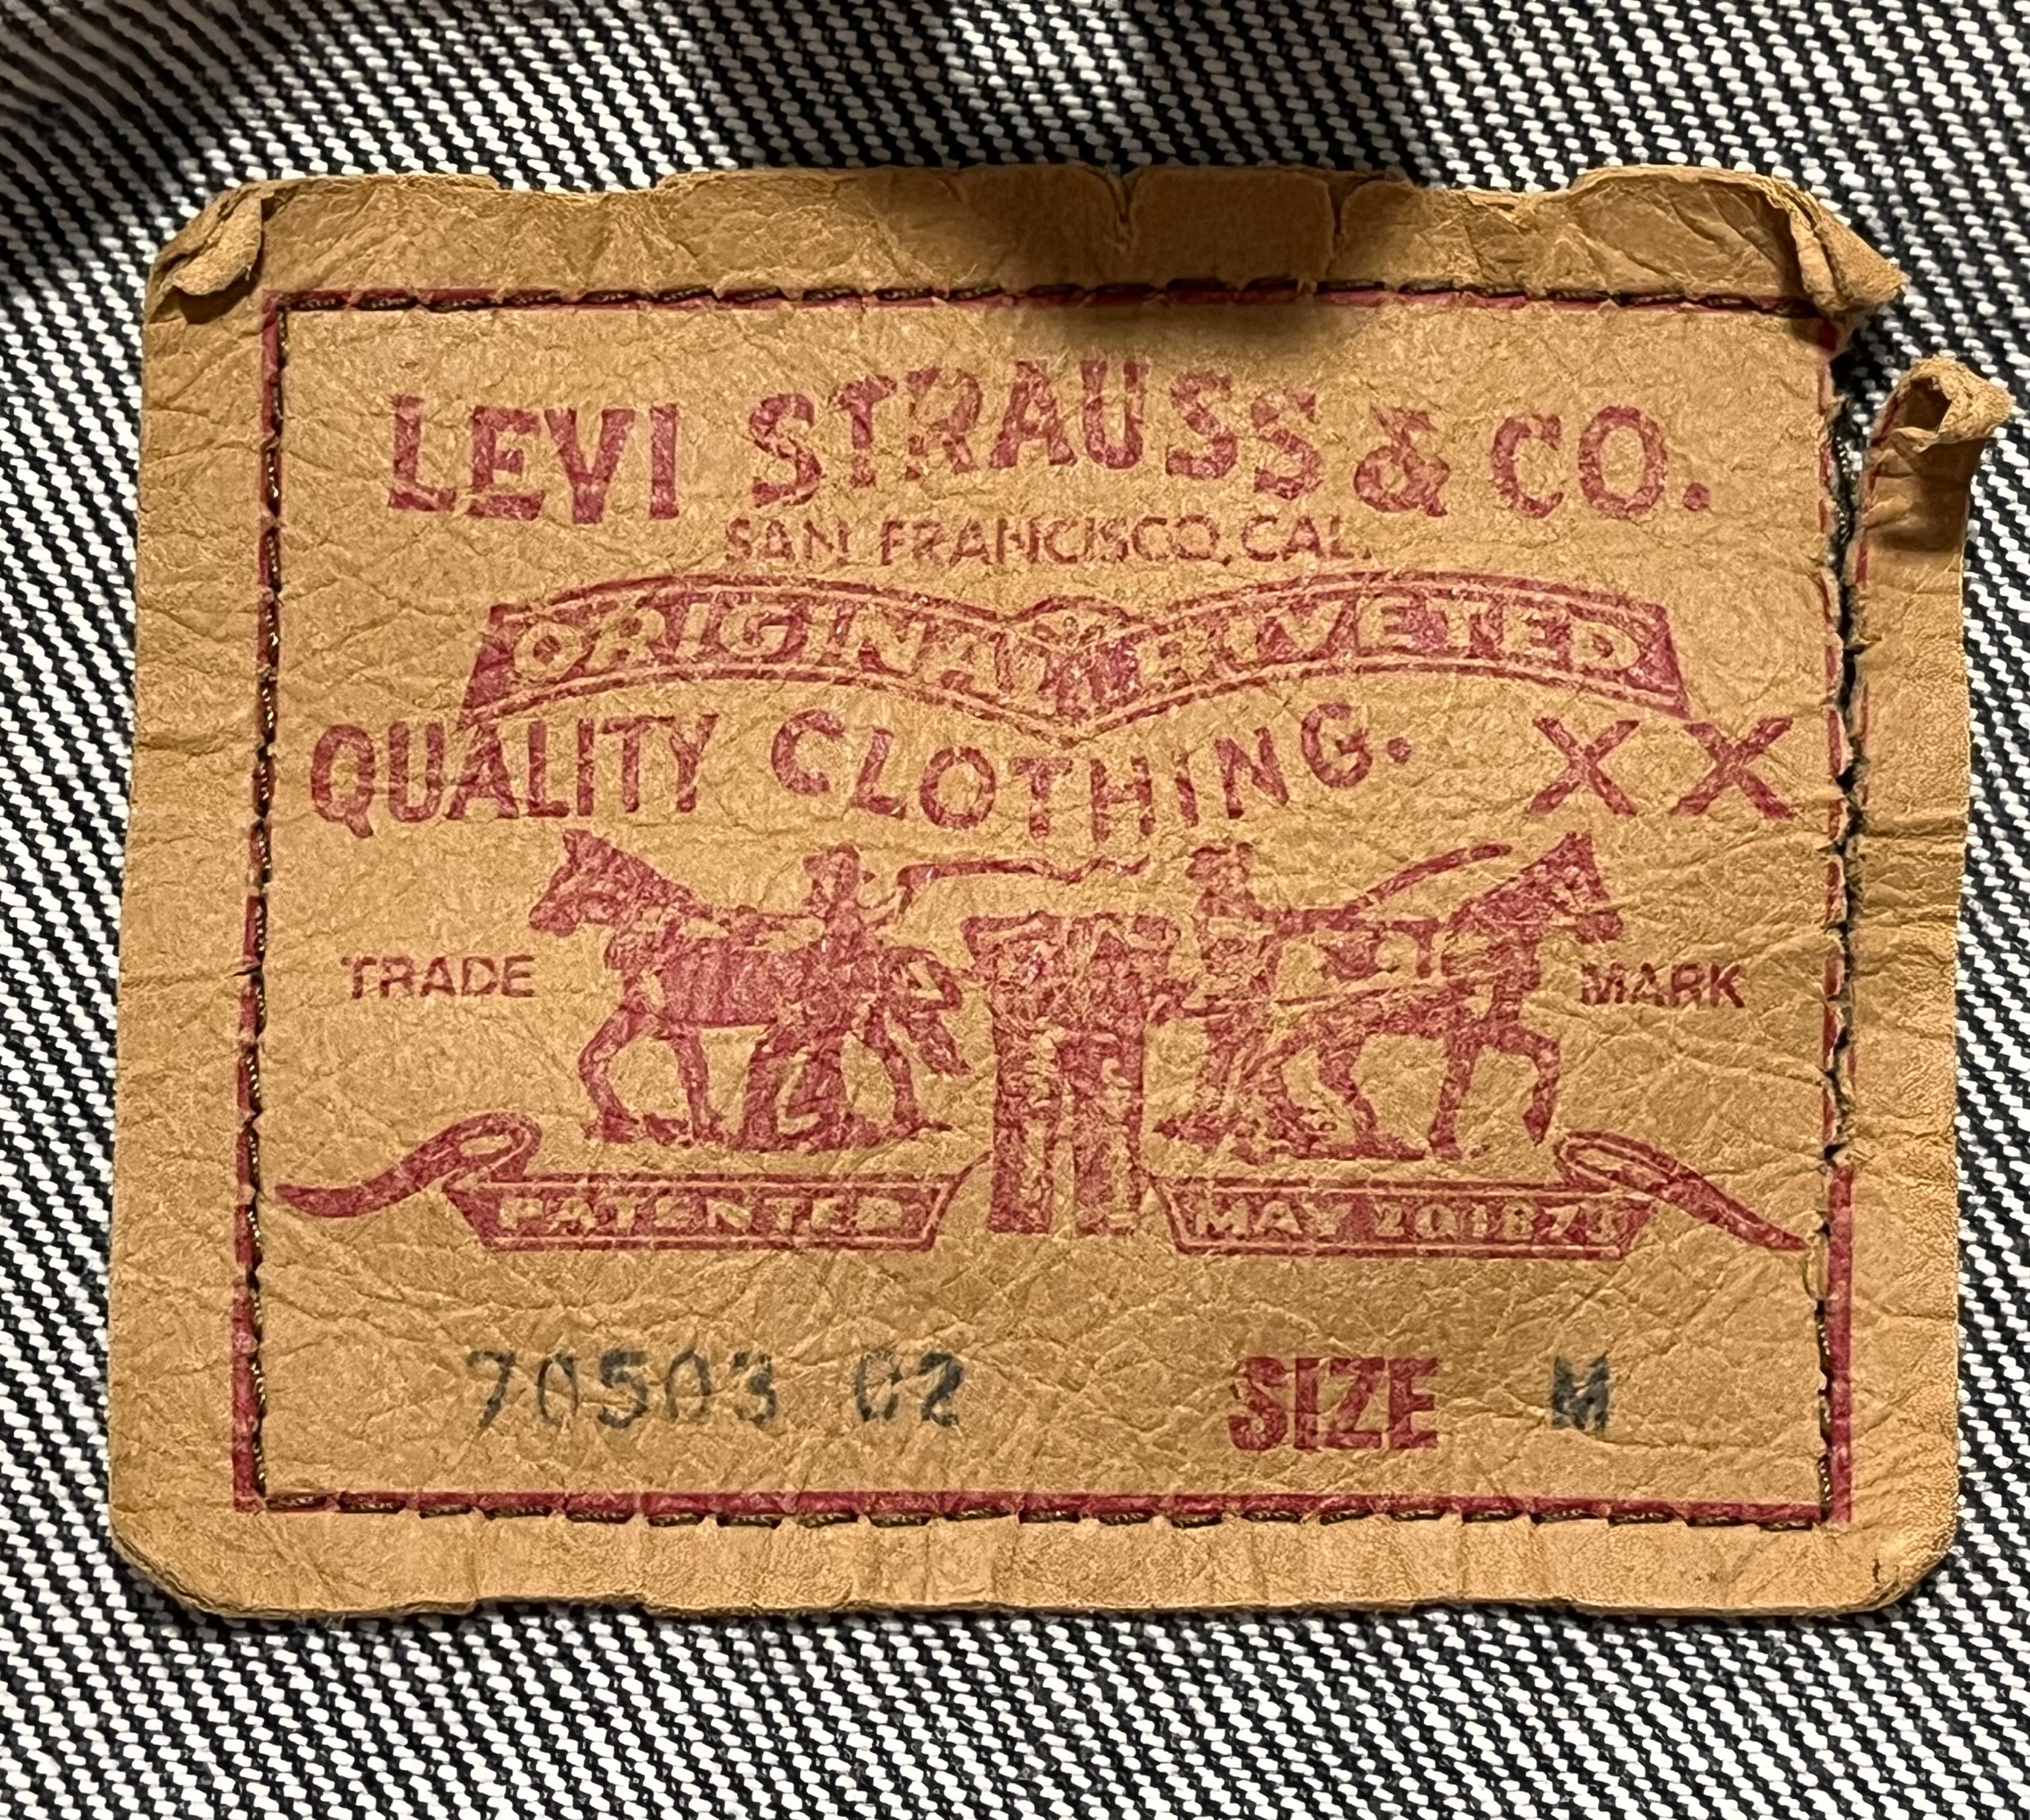 LEVI STRAUSS & CO.
SAN FRANCISCO, CAL.
ORIGINAL RIVETED
QUALITY CLOTHING. XX
TRADE MARK
PATENTED MAY 20 1873
70503 02 SIZE M